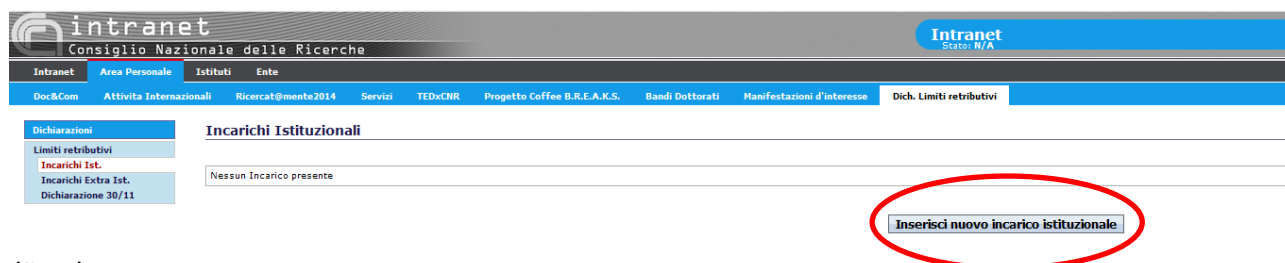 intranet
Consiglio Nazionale delle Ricerche
Intranet
Stato: N/A
Intranet Area Personale Istituti Ente
Doc&Com Attivita Internazionali Ricercat@mente2014 Servizi TEDxCNR Progetto Coffee B.R.E.A.K.S. Bandi Dottorati Manifestazioni d'interesse Dich. Limiti retributivi
Dichiarazioni
Limiti retributivi
Incarichi Ist.
Incarichi Extra Ist.
Dichiarazione 30/11
Incarichi Istituzionali
Nessun Incarico presente
Inserisci nuovo incarico istituzionale